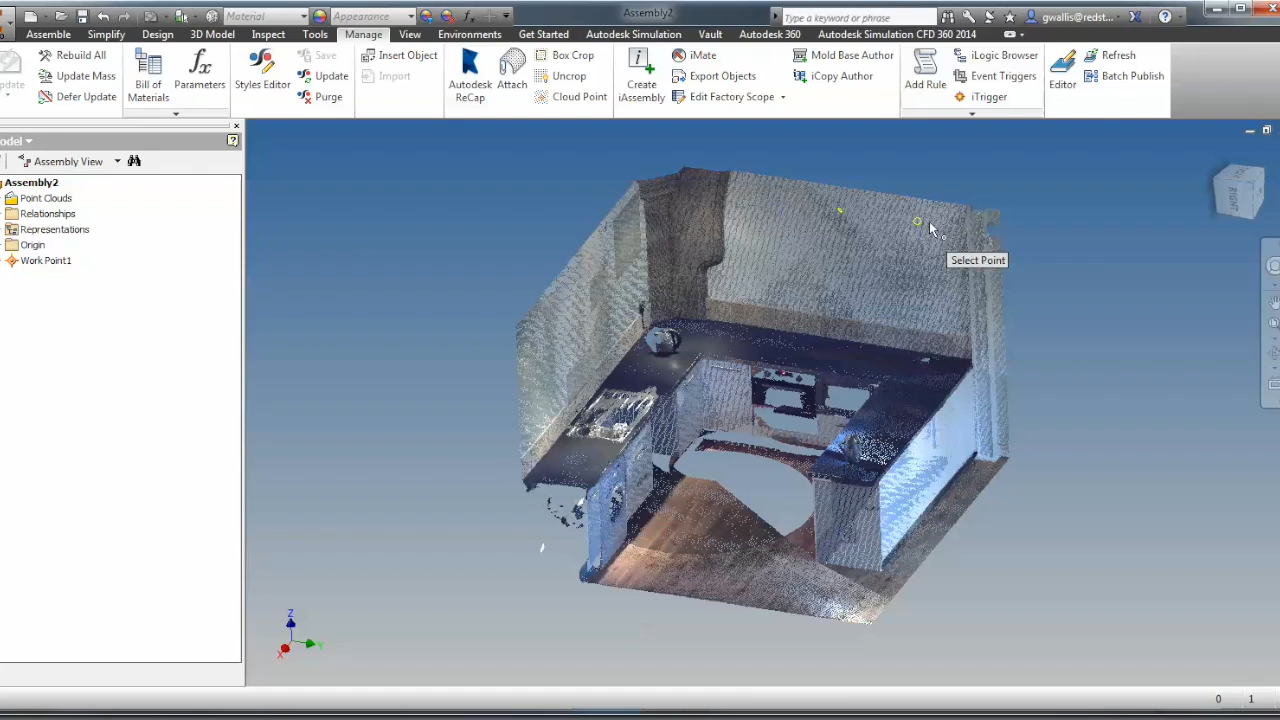 Material
Appearance
Assembly2
Type a keyword or phrase
gwallis@redst...
Assemble Simplify Design 3D Model Inspect Tools Manage View Environments Get Started Autodesk Simulation Vault Autodesk 360 Autodesk Simulation CFD 360 2014
Rebuild All
Update Mass
Defer Update
Bill of
Materials
Parameters
Styles Editor
Save
Update
Purge
Insert Object
Import
Autodesk
ReCap
Attach
Box Crop
Uncrop
Cloud Point
Create
iAssembly
iMate
Export Objects
Edit Factory Scope
Mold Base Author
iCopy Author
Add Rule
iLogic Browser
Event Triggers
iTrigger
Editor
Refresh
Batch Publish
Assembly View
Assembly2
Point Clouds
Relationships
Representations
Origin
Work Point1
Select Point
RIGHT
Z
Y
X
0 1